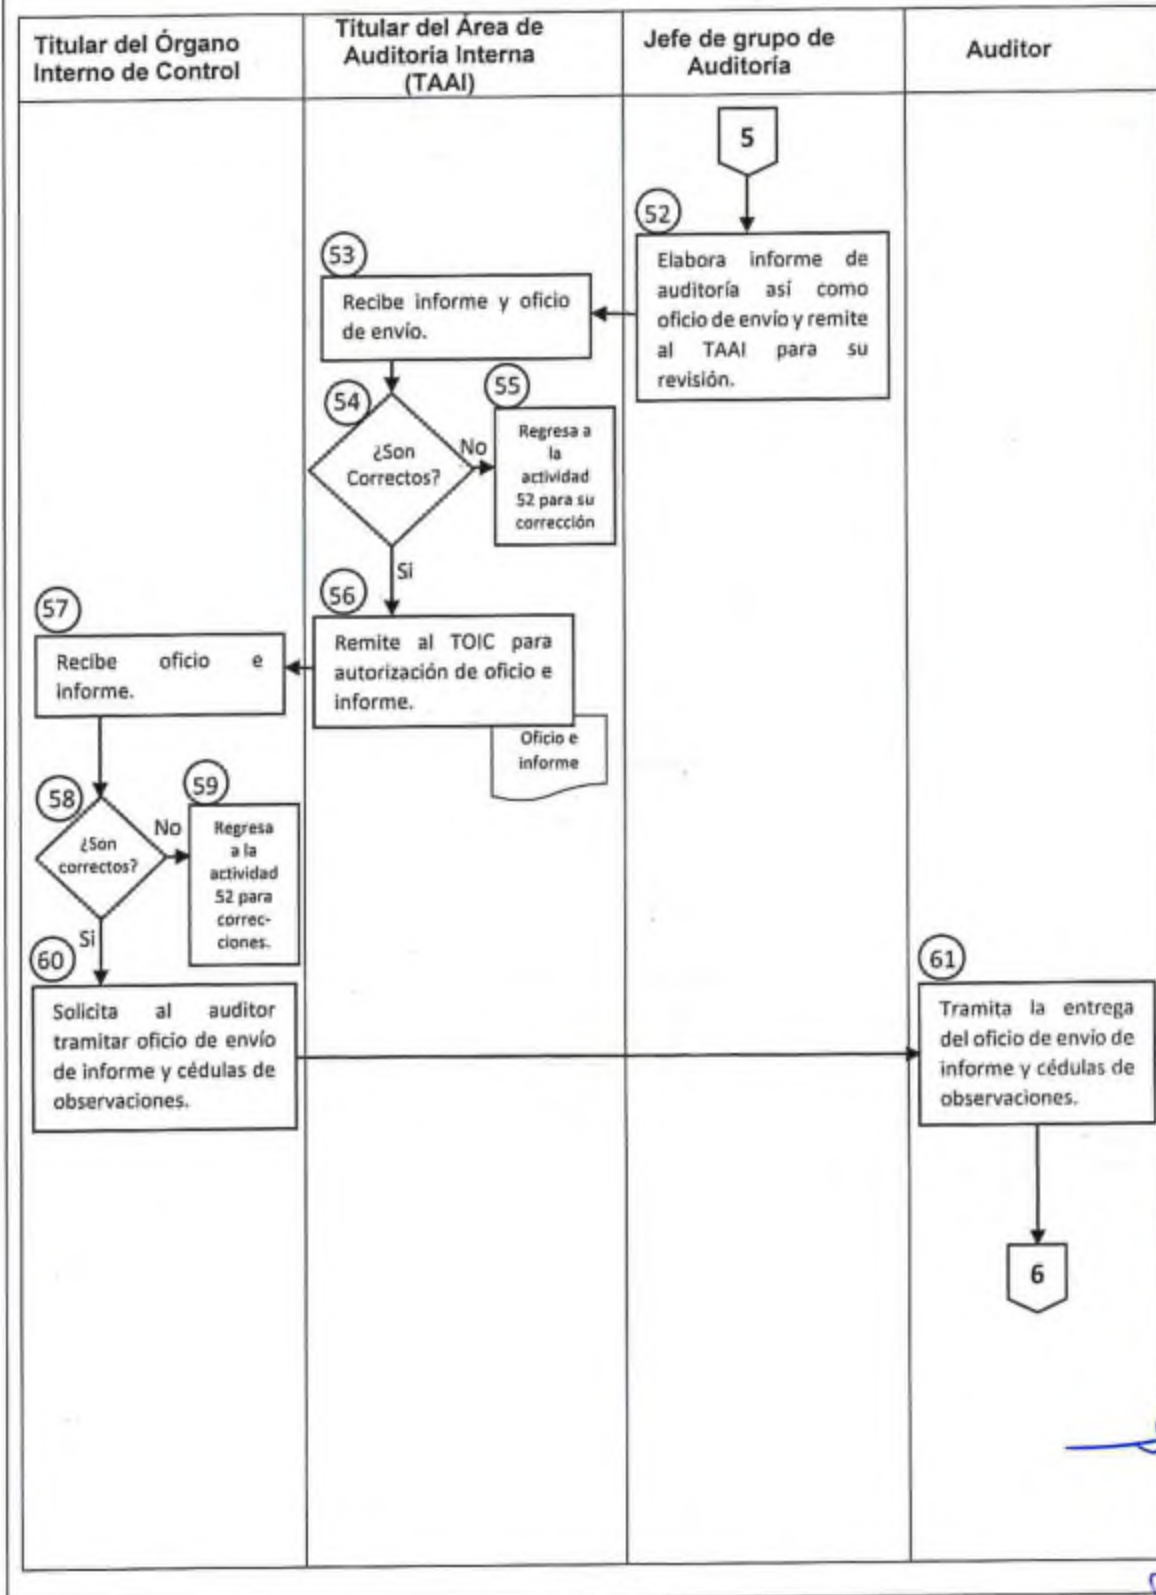 Titular del Órgano
Interno de Control
Titular del Área de
Auditoria Interna
(TAAI)
Jefe de grupo de
Auditoría
Auditor
5
52
Elabora informe de
auditoría así como
oficio de envío y remite
al TAAI para su
revisión.
53
Recibe informe y oficio
de envío.
54
¿Son
Correctos?
No
55
Regresa a
la
actividad
52 para su
corrección
Si
56
Remite al TOIC para
autorización de oficio e
informe.
Oficio e
informe
57
Recibe oficio e
informe.
58
¿Son
correctos?
No
59
Regresa
a la
actividad
52 para
correc-
ciones.
Si
60
Solicita al auditor
tramitar oficio de envío
de informe y cédulas de
observaciones.
61
Tramita la entrega
del oficio de envío de
informe y cédulas de
observaciones.
6